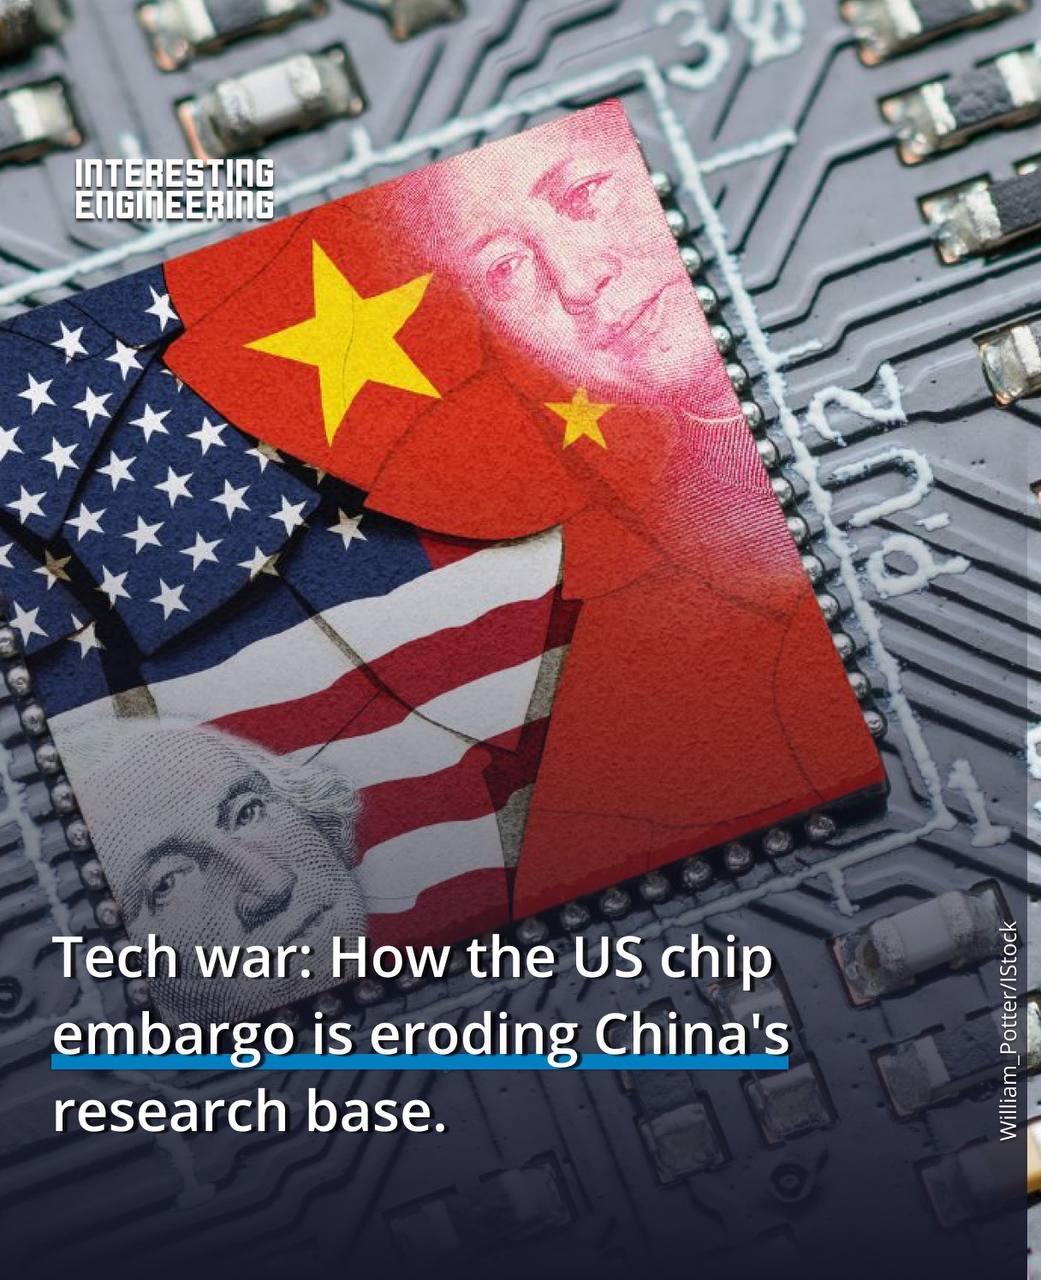 INTERESTING
ENGINEERING
Tech war: How the US chip
embargo is eroding China's
research base.
William_Potter/IStock